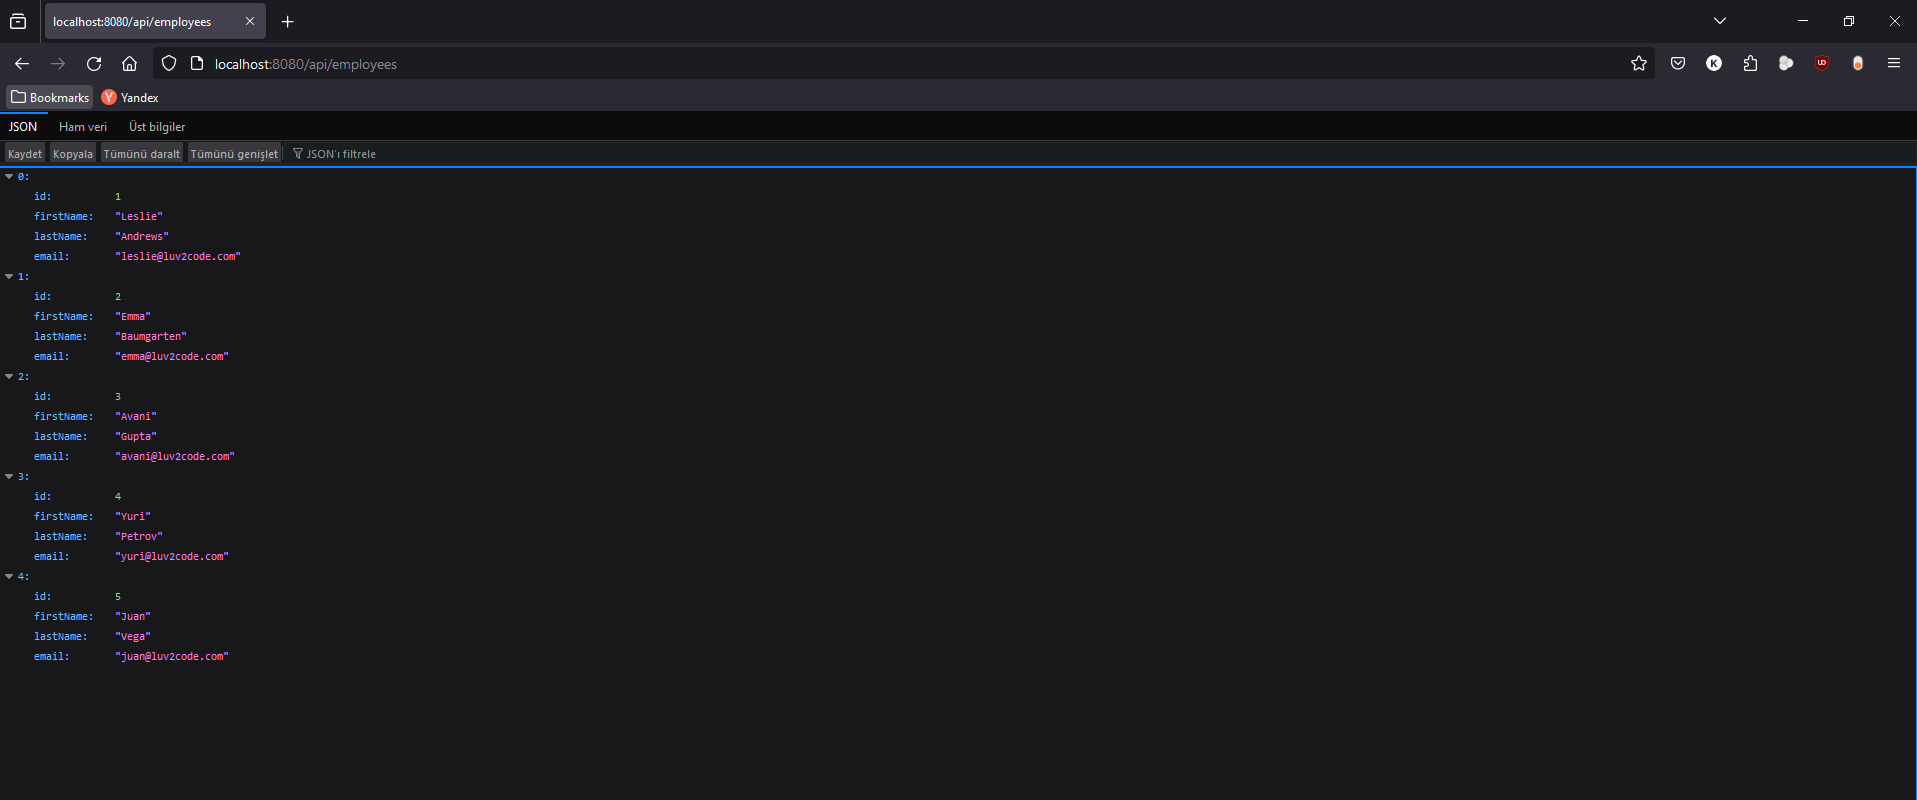 localhost:8080/api/employees
localhost:8080/api/employees
K
UO
Bookmarks Y Yandex
JSON Ham veri Üst bilgiler
Kaydet Kopyala Tümünü daralt Tümünü genişlet JSON'ı filtrele
0:
id: 1
firstName: "Leslie"
lastName: "Andrews"
email: "leslie@luv2code.com"
1:
id: 2
firstName: "Emma"
lastName: "Baumgarten"
email: "emma@luv2code.com"
2:
id: 3
firstName: "Avani"
lastName: "Gupta"
email: "avani@luv2code.com"
3:
id: 4
firstName: "Yuri"
lastName: "Petrov"
email: "yuri@luv2code.com"
4:
id: 5
firstName: "Juan"
lastName: "Vega"
email: "juan@luv2code.com"